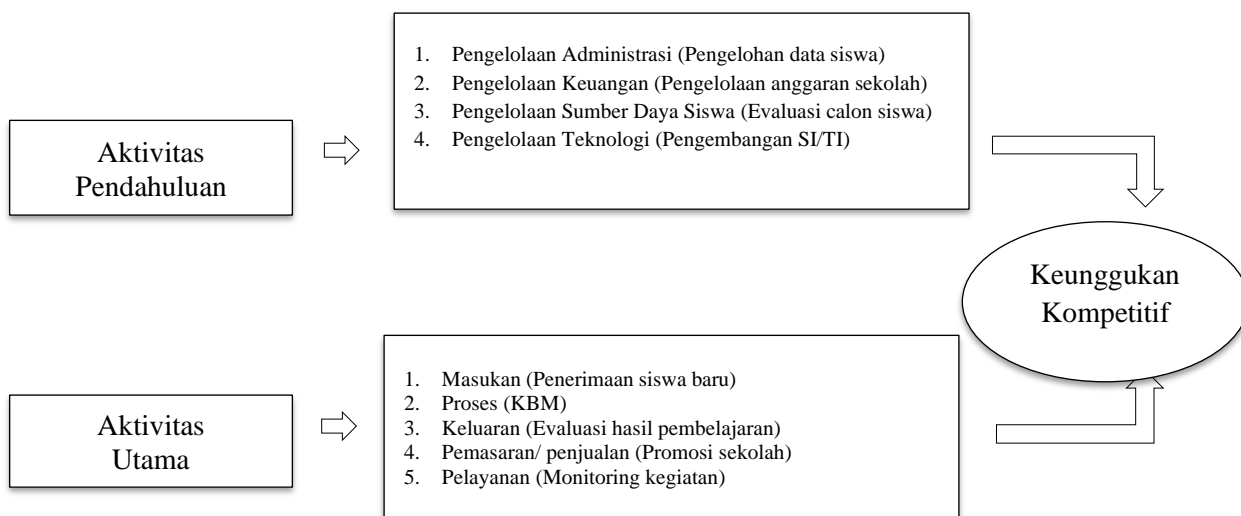 Aktivitas
Pendahuluan
1. Pengelolaan Administrasi (Pengelohan data siswa)
2. Pengelolaan Keuangan (Pengelolaan anggaran sekolah)
3. Pengelolaan Sumber Daya Siswa (Evaluasi calon siswa)
4. Pengelolaan Teknologi (Pengembangan SI/TI)
Keunggukan
Kompetitif
Aktivitas
Utama
1. Masukan (Penerimaan siswa baru)
2. Proses (KBM)
3. Keluaran (Evaluasi hasil pembelajaran)
4. Pemasaran/ penjualan (Promosi sekolah)
5. Pelayanan (Monitoring kegiatan)